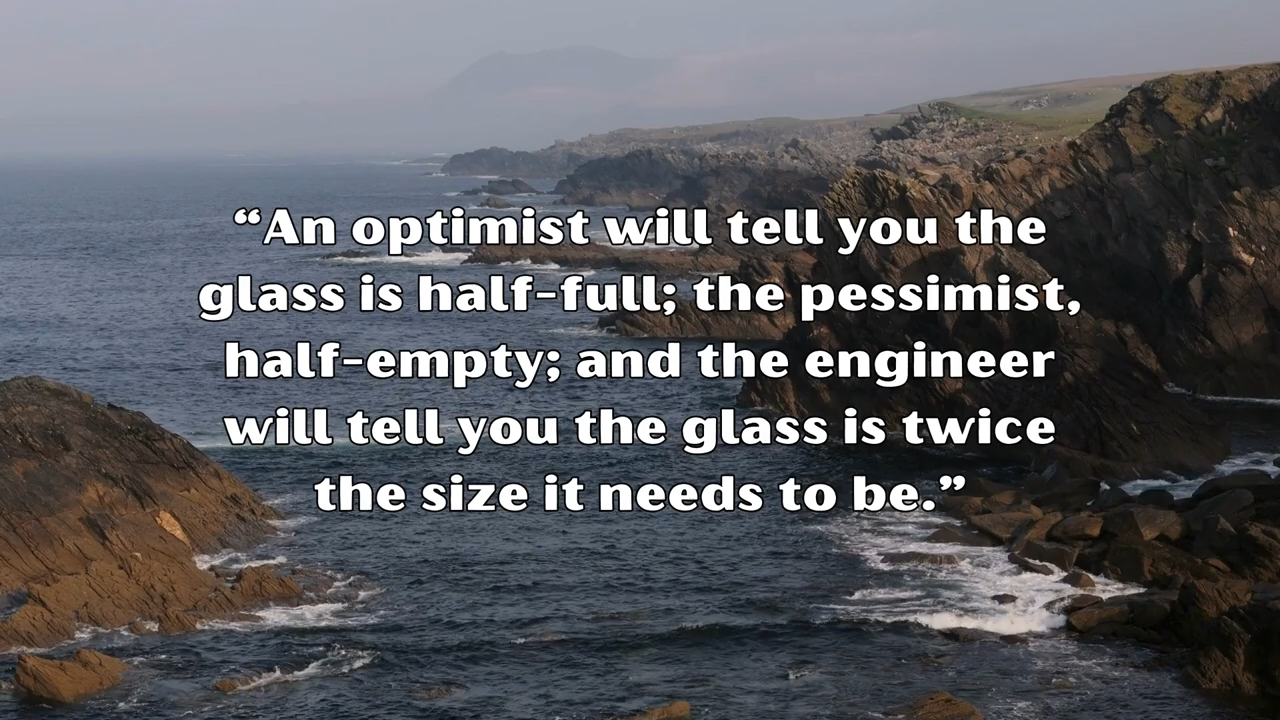 “An optimist will tell you the
glass is half-full; the pessimist,
half-empty; and the engineer
will tell you the glass is twice
the size it needs to be.”